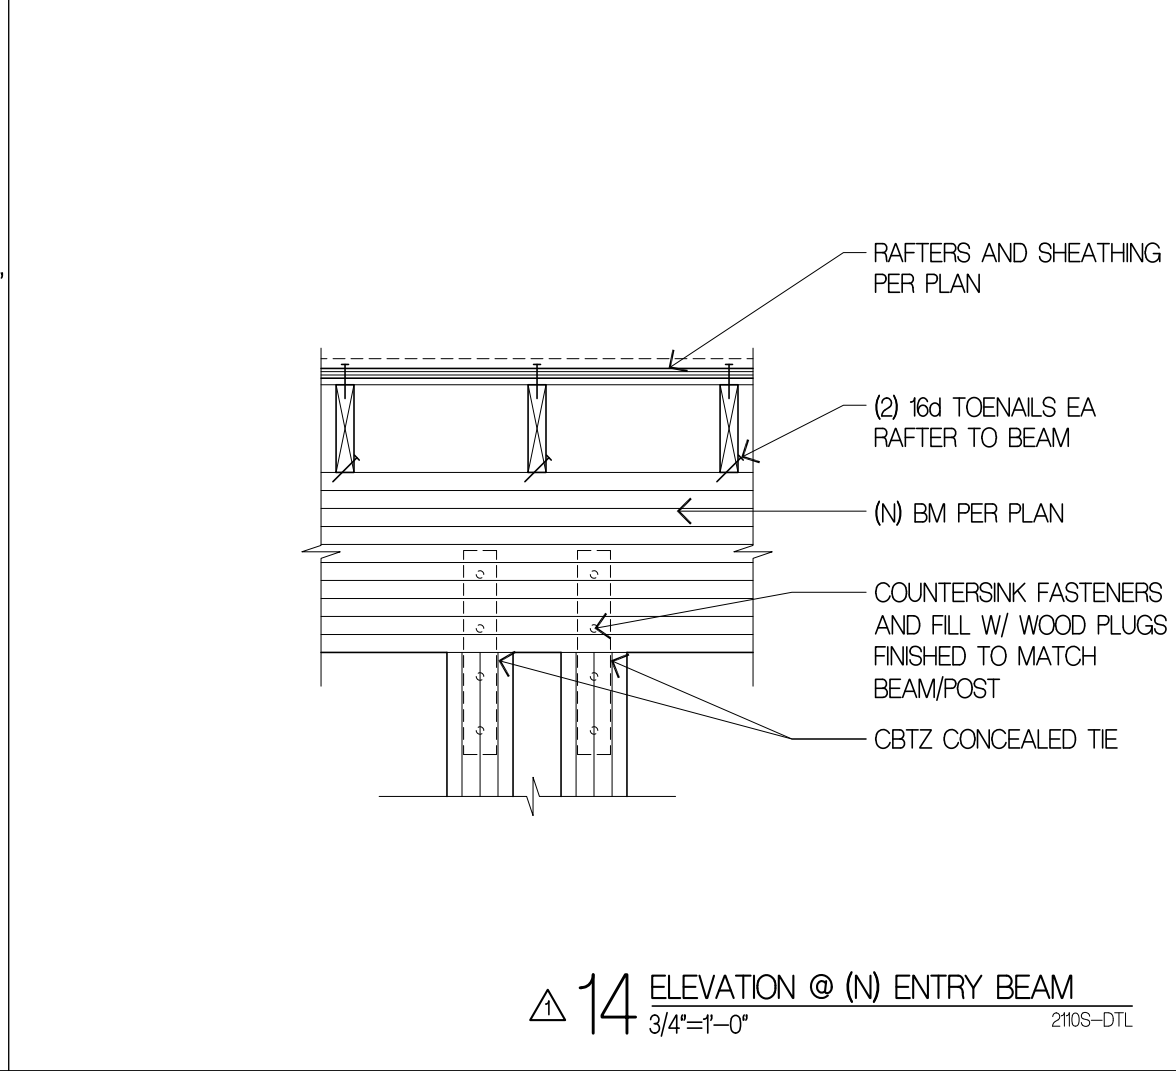 RAFTERS AND SHEATHING
PER PLAN
(2) 16d TOENAILS EA
RAFTER TO BEAM
(N) BM PER PLAN
COUNTERSINK FASTENERS
AND FILL W/ WOOD PLUGS
FINISHED TO MATCH
BEAM/POST
CBTZ CONCEALED TIE
1 14 ELEVATION @ (N) ENTRY BEAM
3/4"=1'-0" 2110S-DTL